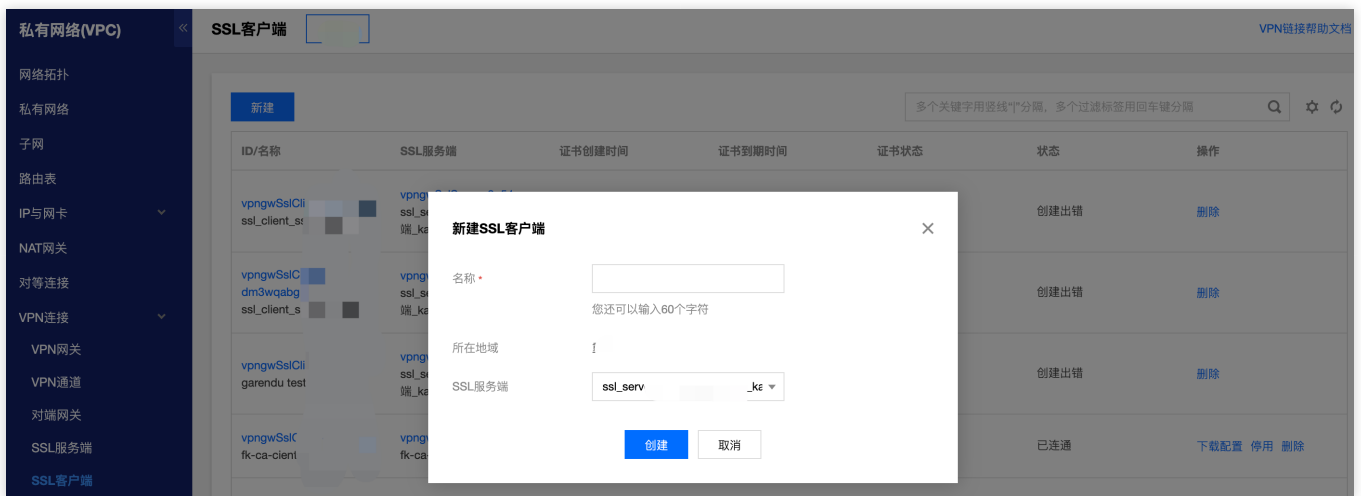 私有网络(VPC)
SSL客户端
VPN链接帮助文档
网络拓扑
私有网络
子网
路由表
IP与网卡
NAT网关
对等连接
VPN连接
VPN网关
VPN通道
对端网关
SSL服务端
SSL客户端
新建
多个关键字用竖线“|”分隔，多个过滤标签用回车键分隔
ID/名称 SSL服务端 证书创建时间 证书到期时间 证书状态 状态 操作
创建出错 删除
dm3wqabg
创建出错 删除
garendu test
创建出错 删除
已连通 下载配置 停用 删除
新建SSL客户端
名称 *
您还可以输入60个字符
所在地域
SSL服务端
创建 取消